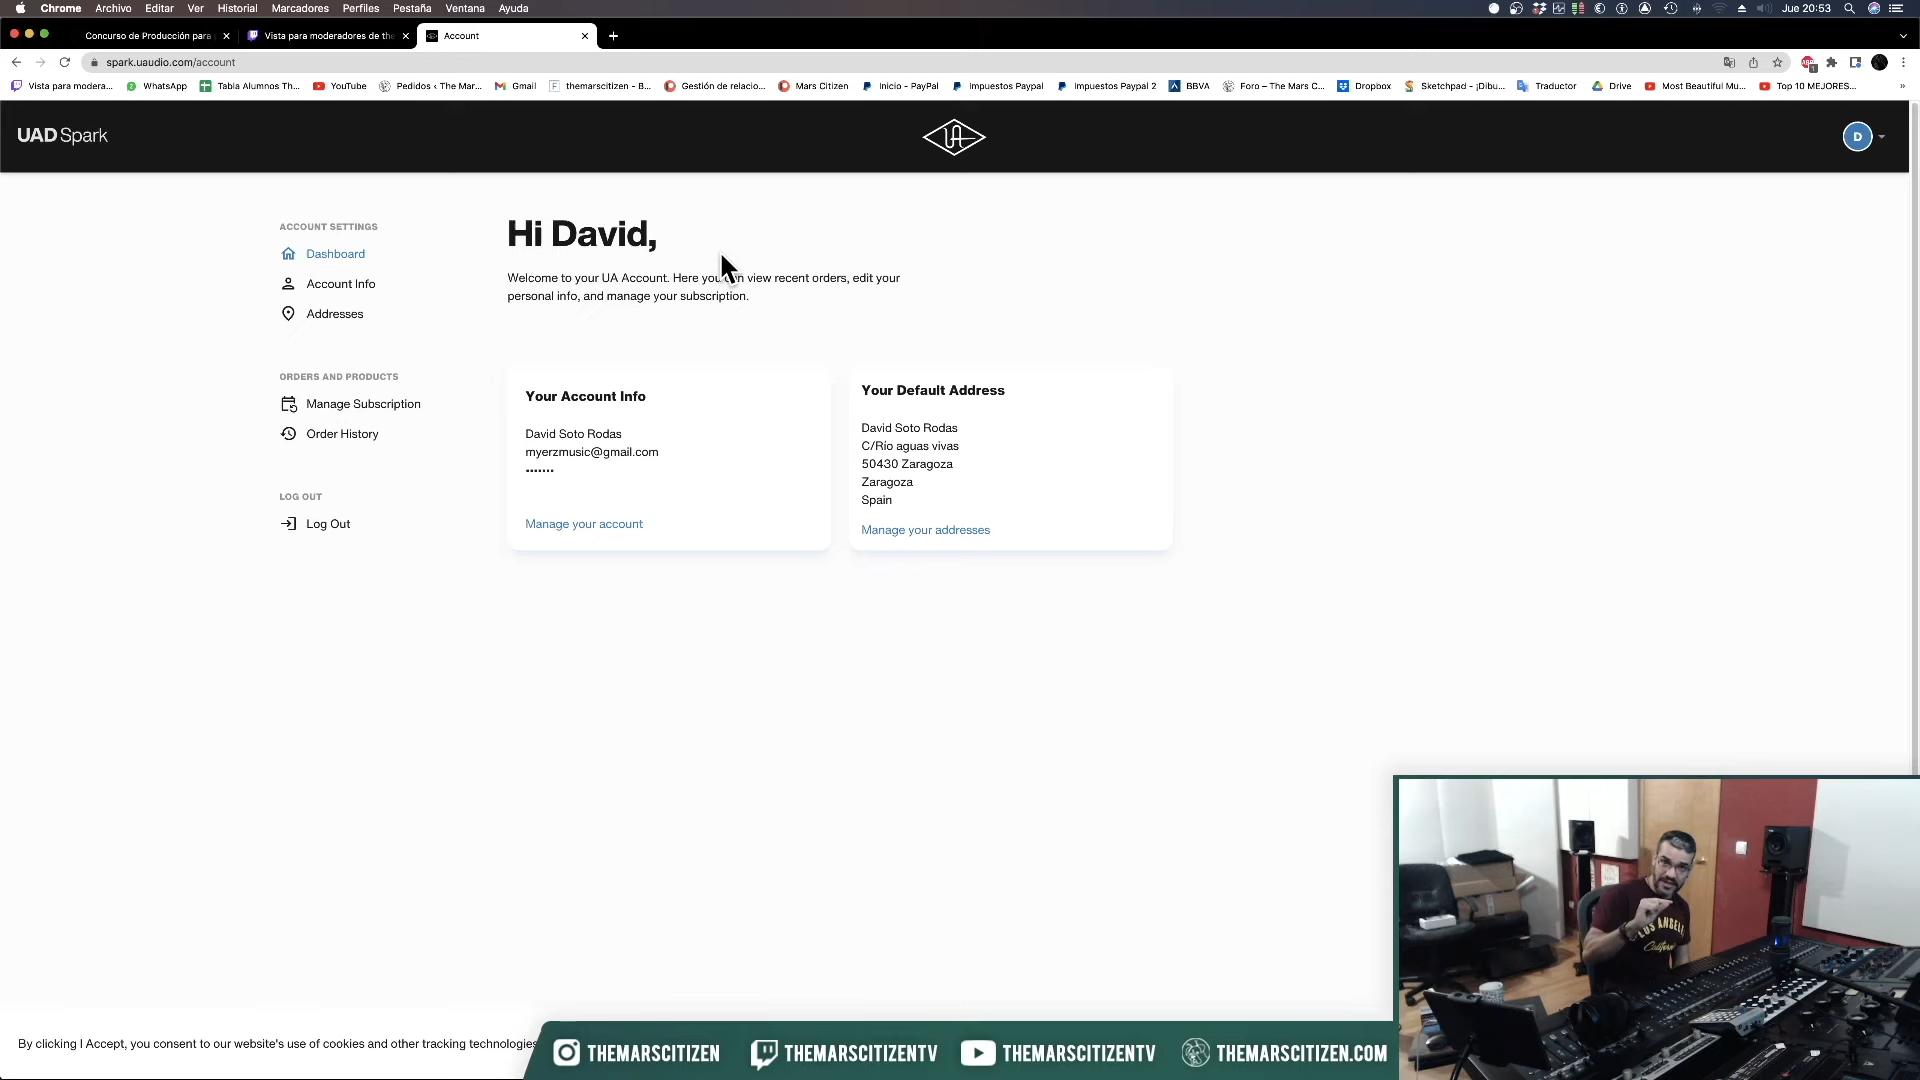 Chrome Archivo Editar Ver Historial Marcadores Perfiles Pestaña Ventana Ayuda
Jue 20:53
Concurso de Producción para
Vista para moderadores de the
Account
spark.uaudio.com/account
Vista para modera...
WhatsApp
Tabla Alumnos Th...
YouTube
Pedidos ‹ The Mar...
Gmail
themarscitizen - B...
Gestión de relacio...
Mars Citizen
Inicio - PayPal
Impuestos Paypal
Impuestos Paypal 2
BBVA
Foro – The Mars C...
Dropbox
Sketchpad - ¡Dibu...
Traductor
Drive
Most Beautiful Mu...
Top 10 MEJORES...
UAD Spark
UA
D
ACCOUNT SETTINGS
Dashboard
Account Info
Addresses
ORDERS AND PRODUCTS
Manage Subscription
Order History
LOG OUT
Log Out
Hi David,
Welcome to your UA Account. Here you can view recent orders, edit your
personal info, and manage your subscription.
Your Account Info
David Soto Rodas
myerzmusic@gmail.com
•••••••
Manage your account
Your Default Address
David Soto Rodas
C/Río aguas vivas
50430 Zaragoza
Zaragoza
Spain
Manage your addresses
LOS ANGELES
California
By clicking I Accept, you consent to our website's use of cookies and other tracking technologies
THEMARSCITIZEN
THEMARSCITIZENTV
THEMARSCITIZENTV
THEMARSCITIZEN.COM